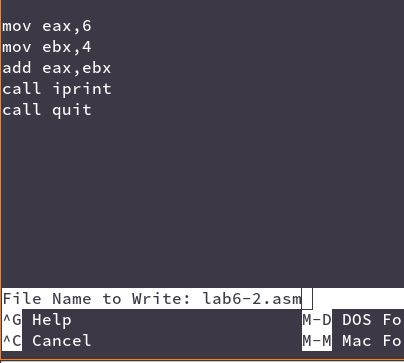 mov eax,6
mov ebx,4
add eax,ebx
call iprint
call quit
File Name to Write: lab6-2.asm
^G Help M-D DOS Fo
^C Cancel M-M Mac Fo